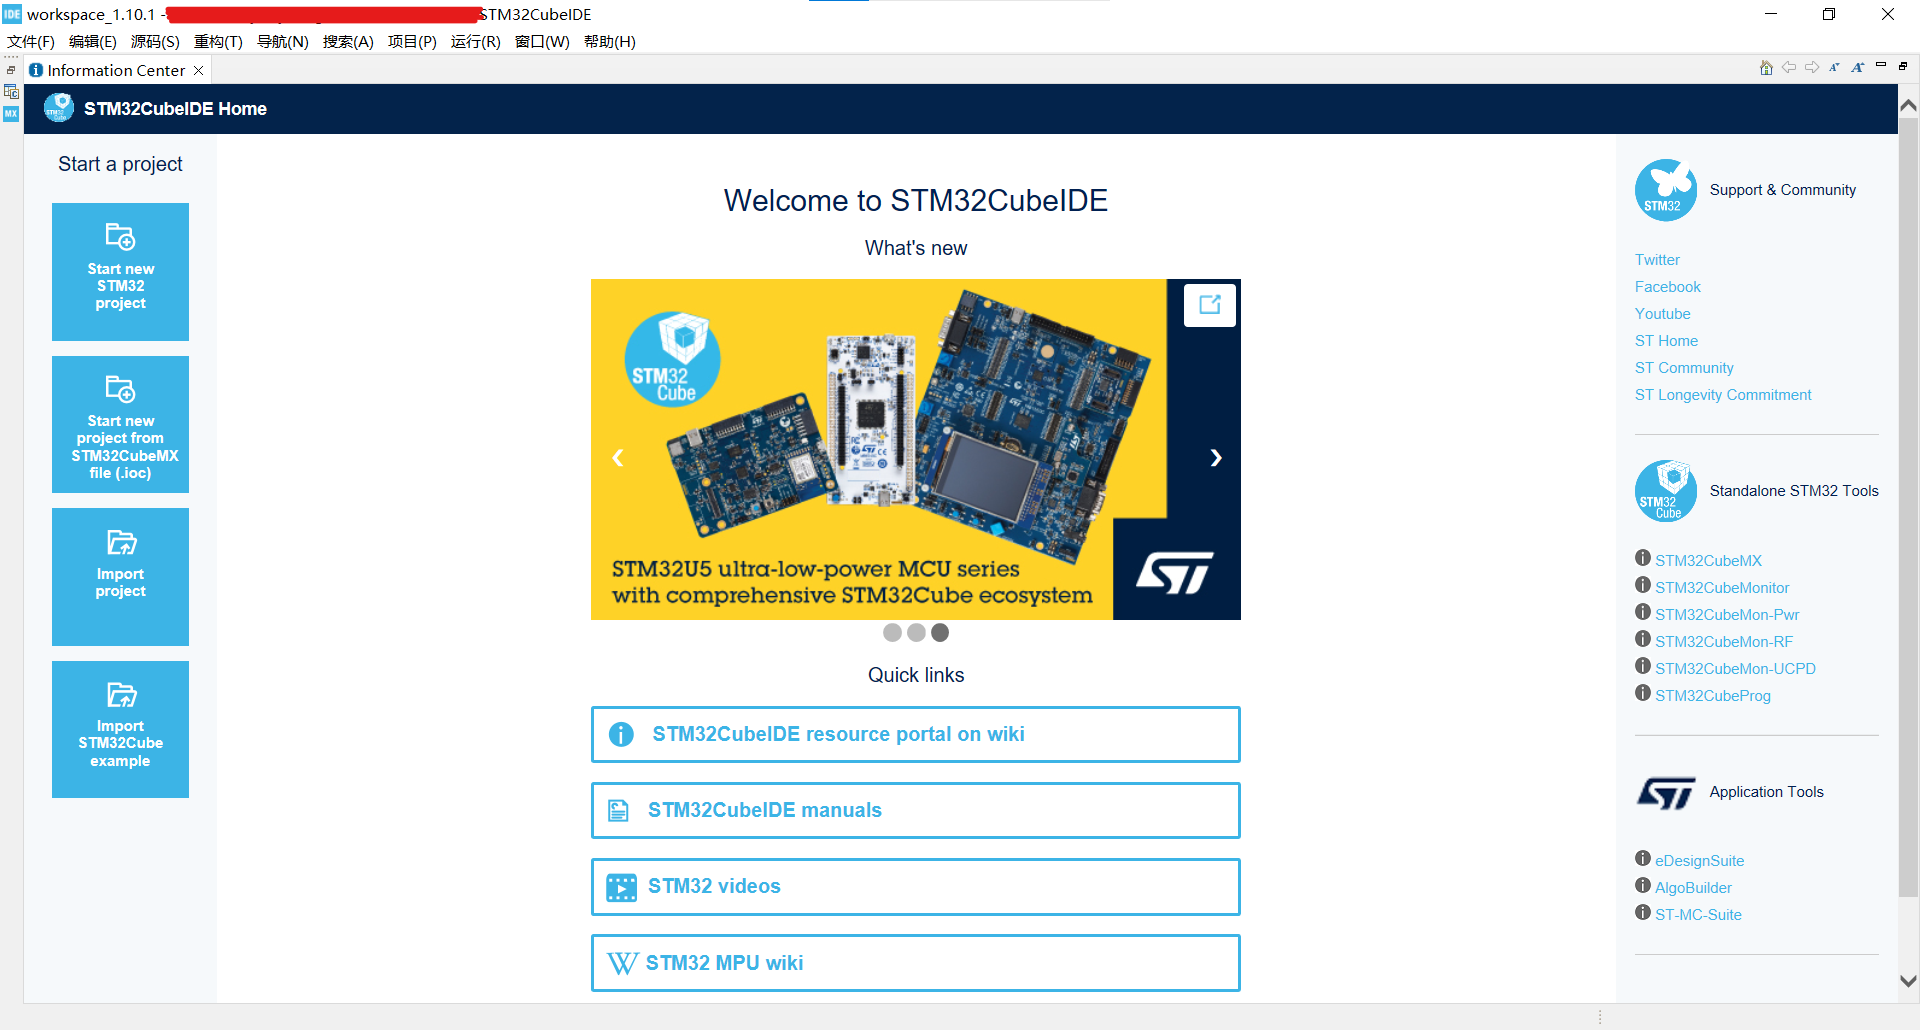 IDE workspace_1.10.1 - STM32CubeIDE
文件(F) 编辑(E) 源码(S) 重构(T) 导航(N) 搜索(A) 项目(P) 运行(R) 窗口(W) 帮助(H)
Information Center
MX
STM32CubeIDE Home
Start a project
Start new
STM32
project
Start new
project from
STM32CubeMX
file (.ioc)
Import
project
Import
STM32Cube
example
Welcome to STM32CubeIDE
What's new
STM32
Cube
STM32U5 ultra-low-power MCU series
with comprehensive STM32Cube ecosystem
ST
Quick links
STM32CubeIDE resource portal on wiki
STM32CubeIDE manuals
STM32 videos
STM32 MPU wiki
STM32
Support & Community
Twitter
Facebook
Youtube
ST Home
ST Community
ST Longevity Commitment
STM32
Cube
Standalone STM32 Tools
STM32CubeMX
STM32CubeMonitor
STM32CubeMon-Pwr
STM32CubeMon-RF
STM32CubeMon-UCPD
STM32CubeProg
ST
Application Tools
eDesignSuite
AlgoBuilder
ST-MC-Suite